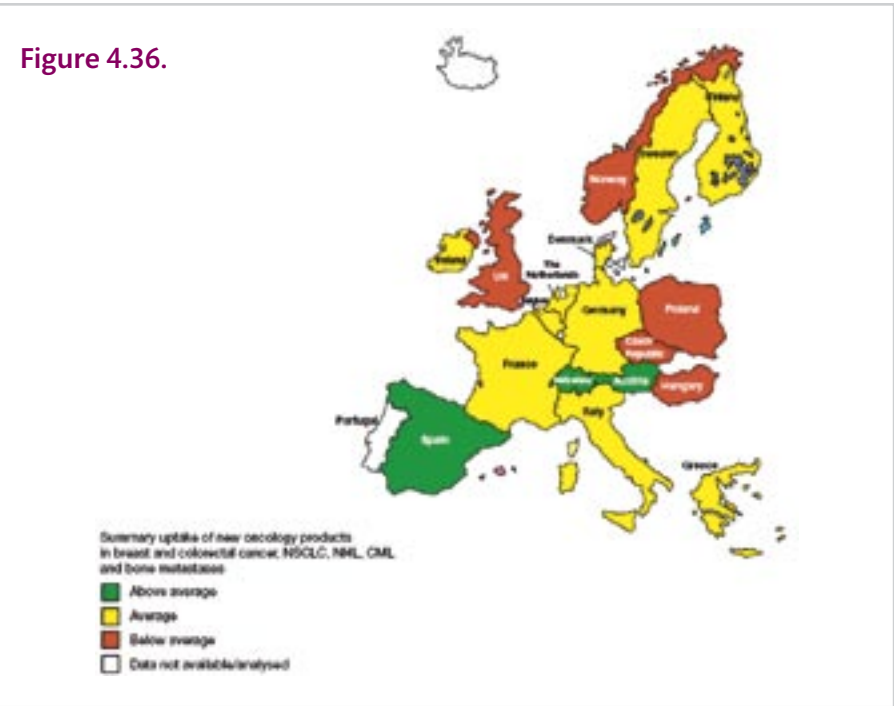 Figure 4.36.
Finland
Sweden
Norway
Denmark
The
Netherlands
Ireland
UK
Germany
Poland
Czech
Republic
France
Austria
Hungary
Italy
Portugal
Spain
Greece
Summary uptake of new oncology products
in breast and colorectal cancer, NSCLC, NHL, CML
and bone metastases
Above average
Average
Below average
Data not available/analysed